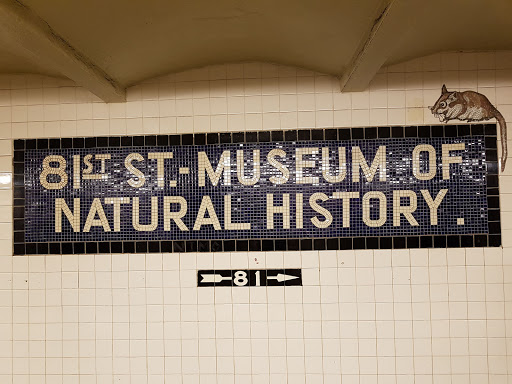 81ST ST.-MUSEUM OF
NATURAL HISTORY.
81